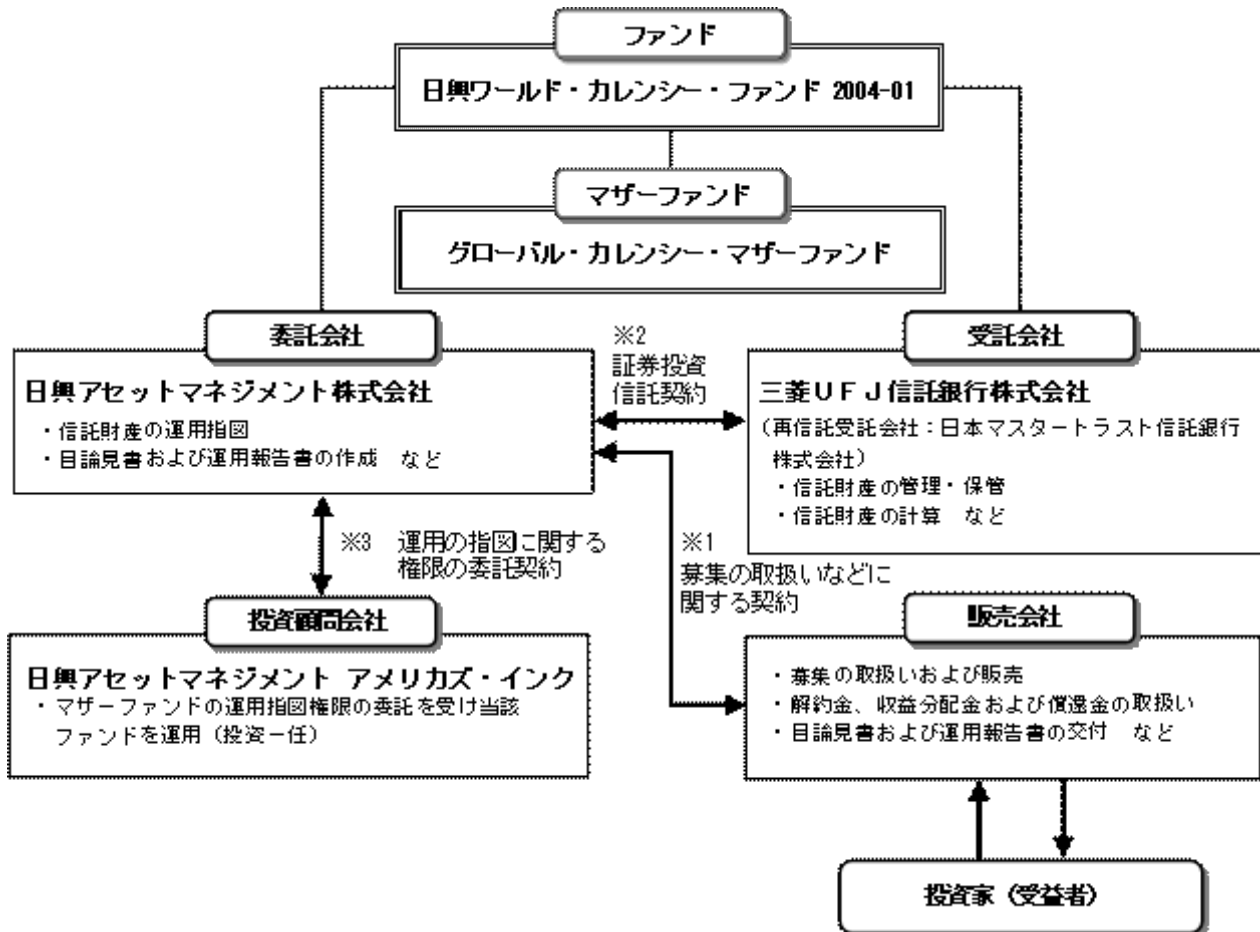 ファンド
日興ワールド・カレンシー・ファンド 2004-01
マザーファンド
グローバル・カレンシー・マザーファンド
委託会社
日興アセットマネジメント株式会社
・信託財産の運用指図
・目論見書および運用報告書の作成　など
※2
証券投資
信託契約
受託会社
三菱ＵＦＪ信託銀行株式会社
（再信託受託会社：日本マスタートラスト信託銀行
株式会社）
・信託財産の管理・保管
・信託財産の計算　など
※3　運用の指図に関する
権限の委託契約
※1
募集の取扱いなどに
関する契約
投資顧問会社
日興アセットマネジメント アメリカズ・インク
・マザーファンドの運用指図権限の委託を受け当該
ファンドを運用（投資一任）
販売会社
・募集の取扱いおよび販売
・解約金、収益分配金および償還金の取扱い
・目論見書および運用報告書の交付　など
投資家（受益者）